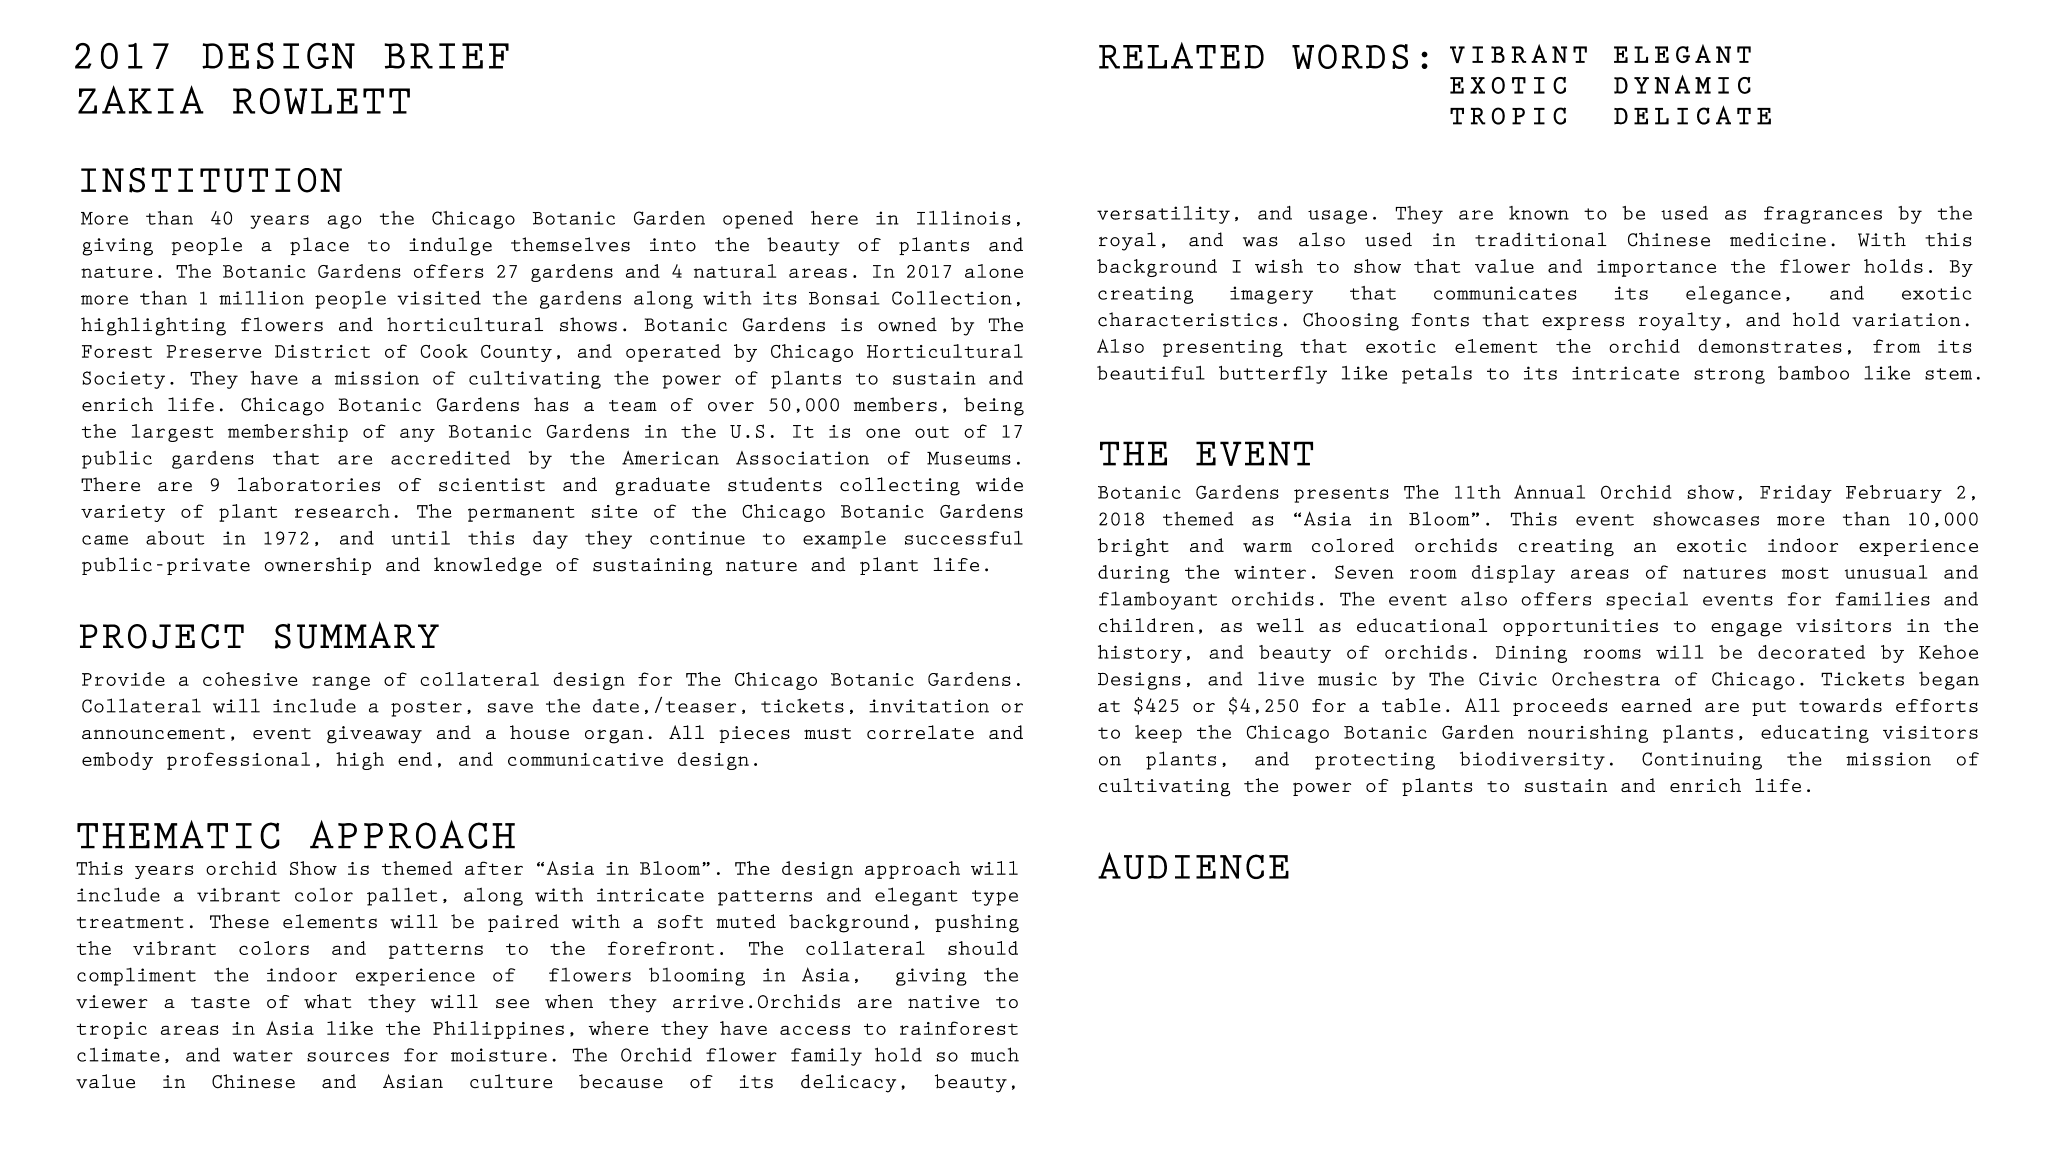 2017 DESIGN BRIEF
ZAKIA ROWLETT
INSTITUTION
More than 40 years ago the Chicago Botanic Garden opened here in Illinois,
giving people a place to indulge themselves into the beauty of plants and
nature. The Botanic Gardens offers 27 gardens and 4 natural areas. In 2017 alone
more than 1 million people visited the gardens along with its Bonsai Collection,
highlighting flowers and horticultural shows. Botanic Gardens is owned by The
Forest Preserve District of Cook County, and operated by Chicago Horticultural
Society. They have a mission of cultivating the power of plants to sustain and
enrich life. Chicago Botanic Gardens has a team of over 50,000 members, being
the largest membership of any Botanic Gardens in the U.S. It is one out of 17
public gardens that are accredited by the American Association of Museums.
There are 9 laboratories of scientist and graduate students collecting wide
variety of plant research. The permanent site of the Chicago Botanic Gardens
came about in 1972, and until this day they continue to example successful
public-private ownership and knowledge of sustaining nature and plant life.
PROJECT SUMMARY
Provide a cohesive range of collateral design for The Chicago Botanic Gardens.
Collateral will include a poster, save the date,/teaser, tickets, invitation or
announcement, event giveaway and a house organ. All pieces must correlate and
embody professional, high end, and communicative design.
THEMATIC APPROACH
This years orchid Show is themed after “Asia in Bloom”. The design approach will
include a vibrant color pallet, along with intricate patterns and elegant type
treatment. These elements will be paired with a soft muted background, pushing
the vibrant colors and patterns to the forefront. The collateral should
compliment the indoor experience of flowers blooming in Asia, giving the
viewer a taste of what they will see when they arrive.Orchids are native to
tropic areas in Asia like the Philippines, where they have access to rainforest
climate, and water sources for moisture. The Orchid flower family hold so much
value in Chinese and Asian culture because of its delicacy, beauty,
RELATED WORDS: VIBRANT ELEGANT
EXOTIC DYNAMIC
TROPIC DELICATE
versatility, and usage. They are known to be used as fragrances by the
royal, and was also used in traditional Chinese medicine. With this
background I wish to show that value and importance the flower holds. By
creating imagery that communicates its elegance, and exotic
characteristics. Choosing fonts that express royalty, and hold variation.
Also presenting that exotic element the orchid demonstrates, from its
beautiful butterfly like petals to its intricate strong bamboo like stem.
THE EVENT
Botanic Gardens presents The 11th Annual Orchid show, Friday February 2,
2018 themed as “Asia in Bloom”. This event showcases more than 10,000
bright and warm colored orchids creating an exotic indoor experience
during the winter. Seven room display areas of natures most unusual and
flamboyant orchids. The event also offers special events for families and
children, as well as educational opportunities to engage visitors in the
history, and beauty of orchids. Dining rooms will be decorated by Kehoe
Designs, and live music by The Civic Orchestra of Chicago. Tickets began
at $425 or $4,250 for a table. All proceeds earned are put towards efforts
to keep the Chicago Botanic Garden nourishing plants, educating visitors
on plants, and protecting biodiversity. Continuing the mission of
cultivating the power of plants to sustain and enrich life.
AUDIENCE